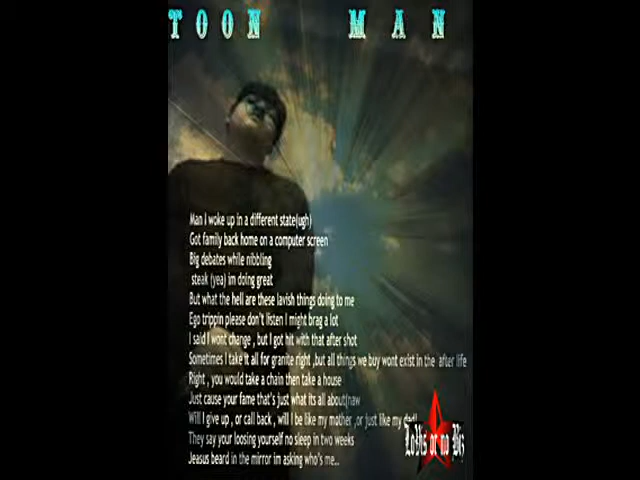 TOON MAN
Man I woke up in a different state(ugh)
Got family back home on a computer screen
Big debates while nibbling
steak (yea) im doing great
But what the hell are these lavish things doing to me
Ego trippin please don't listen I might brag a lot
I said I wont change , but I got hit with that after shot
Sometimes I take it all for granite right ,but all things we buy wont exist in the after life
Right , you would take a chain then take a house
Just cause your fame that's just what its all about(naw
Will I give up , or call back , will I be like my mother ,or just like my dad!
They say your loosing yourself no sleep in two weeks
Jeasus beard in the mirror im asking who's me...
or no